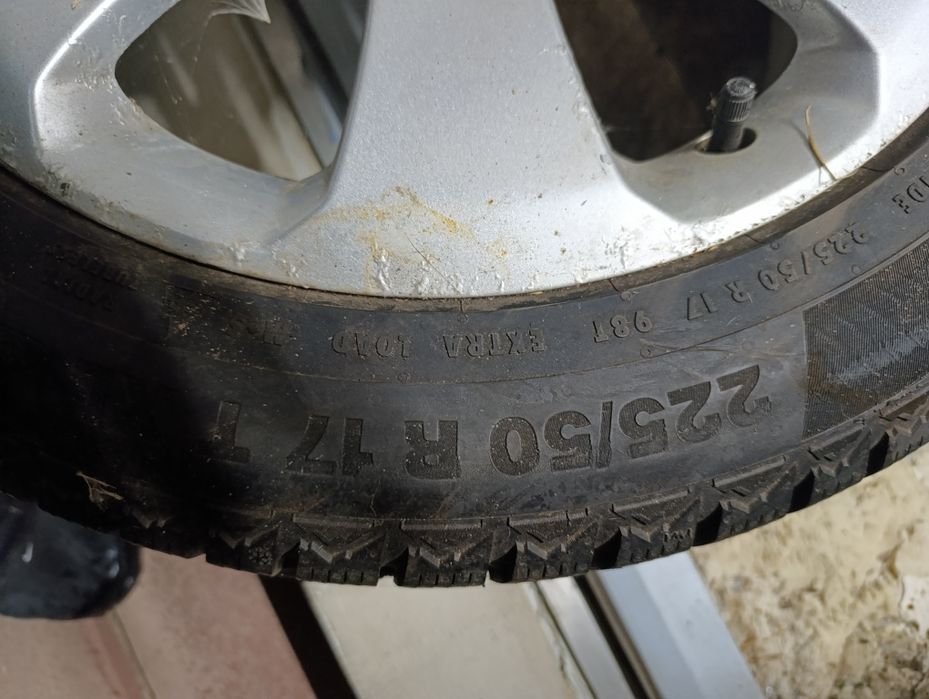 225/50 R 17 98T EXTRA LOAD
225/50 R 17 T